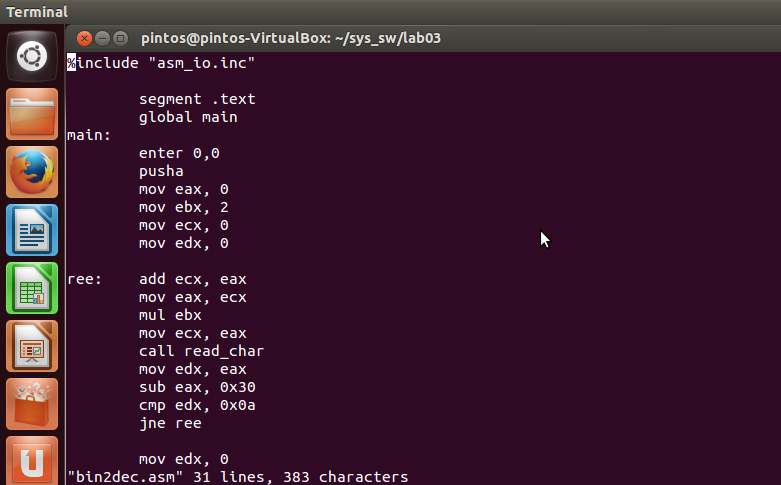 Terminal
pintos@pintos-VirtualBox: ~/sys_sw/lab03
%include "asm_io.inc"
segment .text
global main
main:
enter 0,0
pusha
mov eax, 0
mov ebx, 2
mov ecx, 0
mov edx, 0
ree: add ecx, eax
mov eax, ecx
mul ebx
mov ecx, eax
call read_char
mov edx, eax
sub eax, 0x30
cmp edx, 0x0a
jne ree
mov edx, 0
"bin2dec.asm" 31 lines, 383 characters